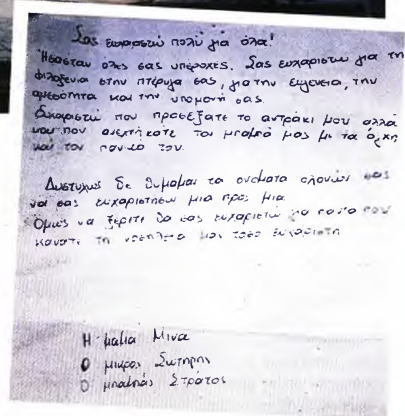 Σας ευχαριστώ πολύ για όλα!
Ήσασταν όλες σας υπέροχες. Σας ευχαριστώ για τη
φιλοξενία στην πτέρυγα σας, για την ευγένεια, την
αμεσότητα και την υπομονή σας.
Ευχαριστώ που προσέξατε το αντράκι μου αλλά
και που ανεχτήκατε τον μπαμπά μας με τα άγχη
και τον πανικό του.
Δυστυχώς δε θυμάμαι τα ονόματα ολονών σας
να σας ευχαριστήσω μια προς μια.
Όμως να ξέρετε θα σας ευχαριστώ για πάντα που
κάνατε τη νοσηλεία μου τόσο ευχάριστη
Η μαμά Μίνα
Ο μικρός Σωτήρης
Ο μπαμπάς Στράτος